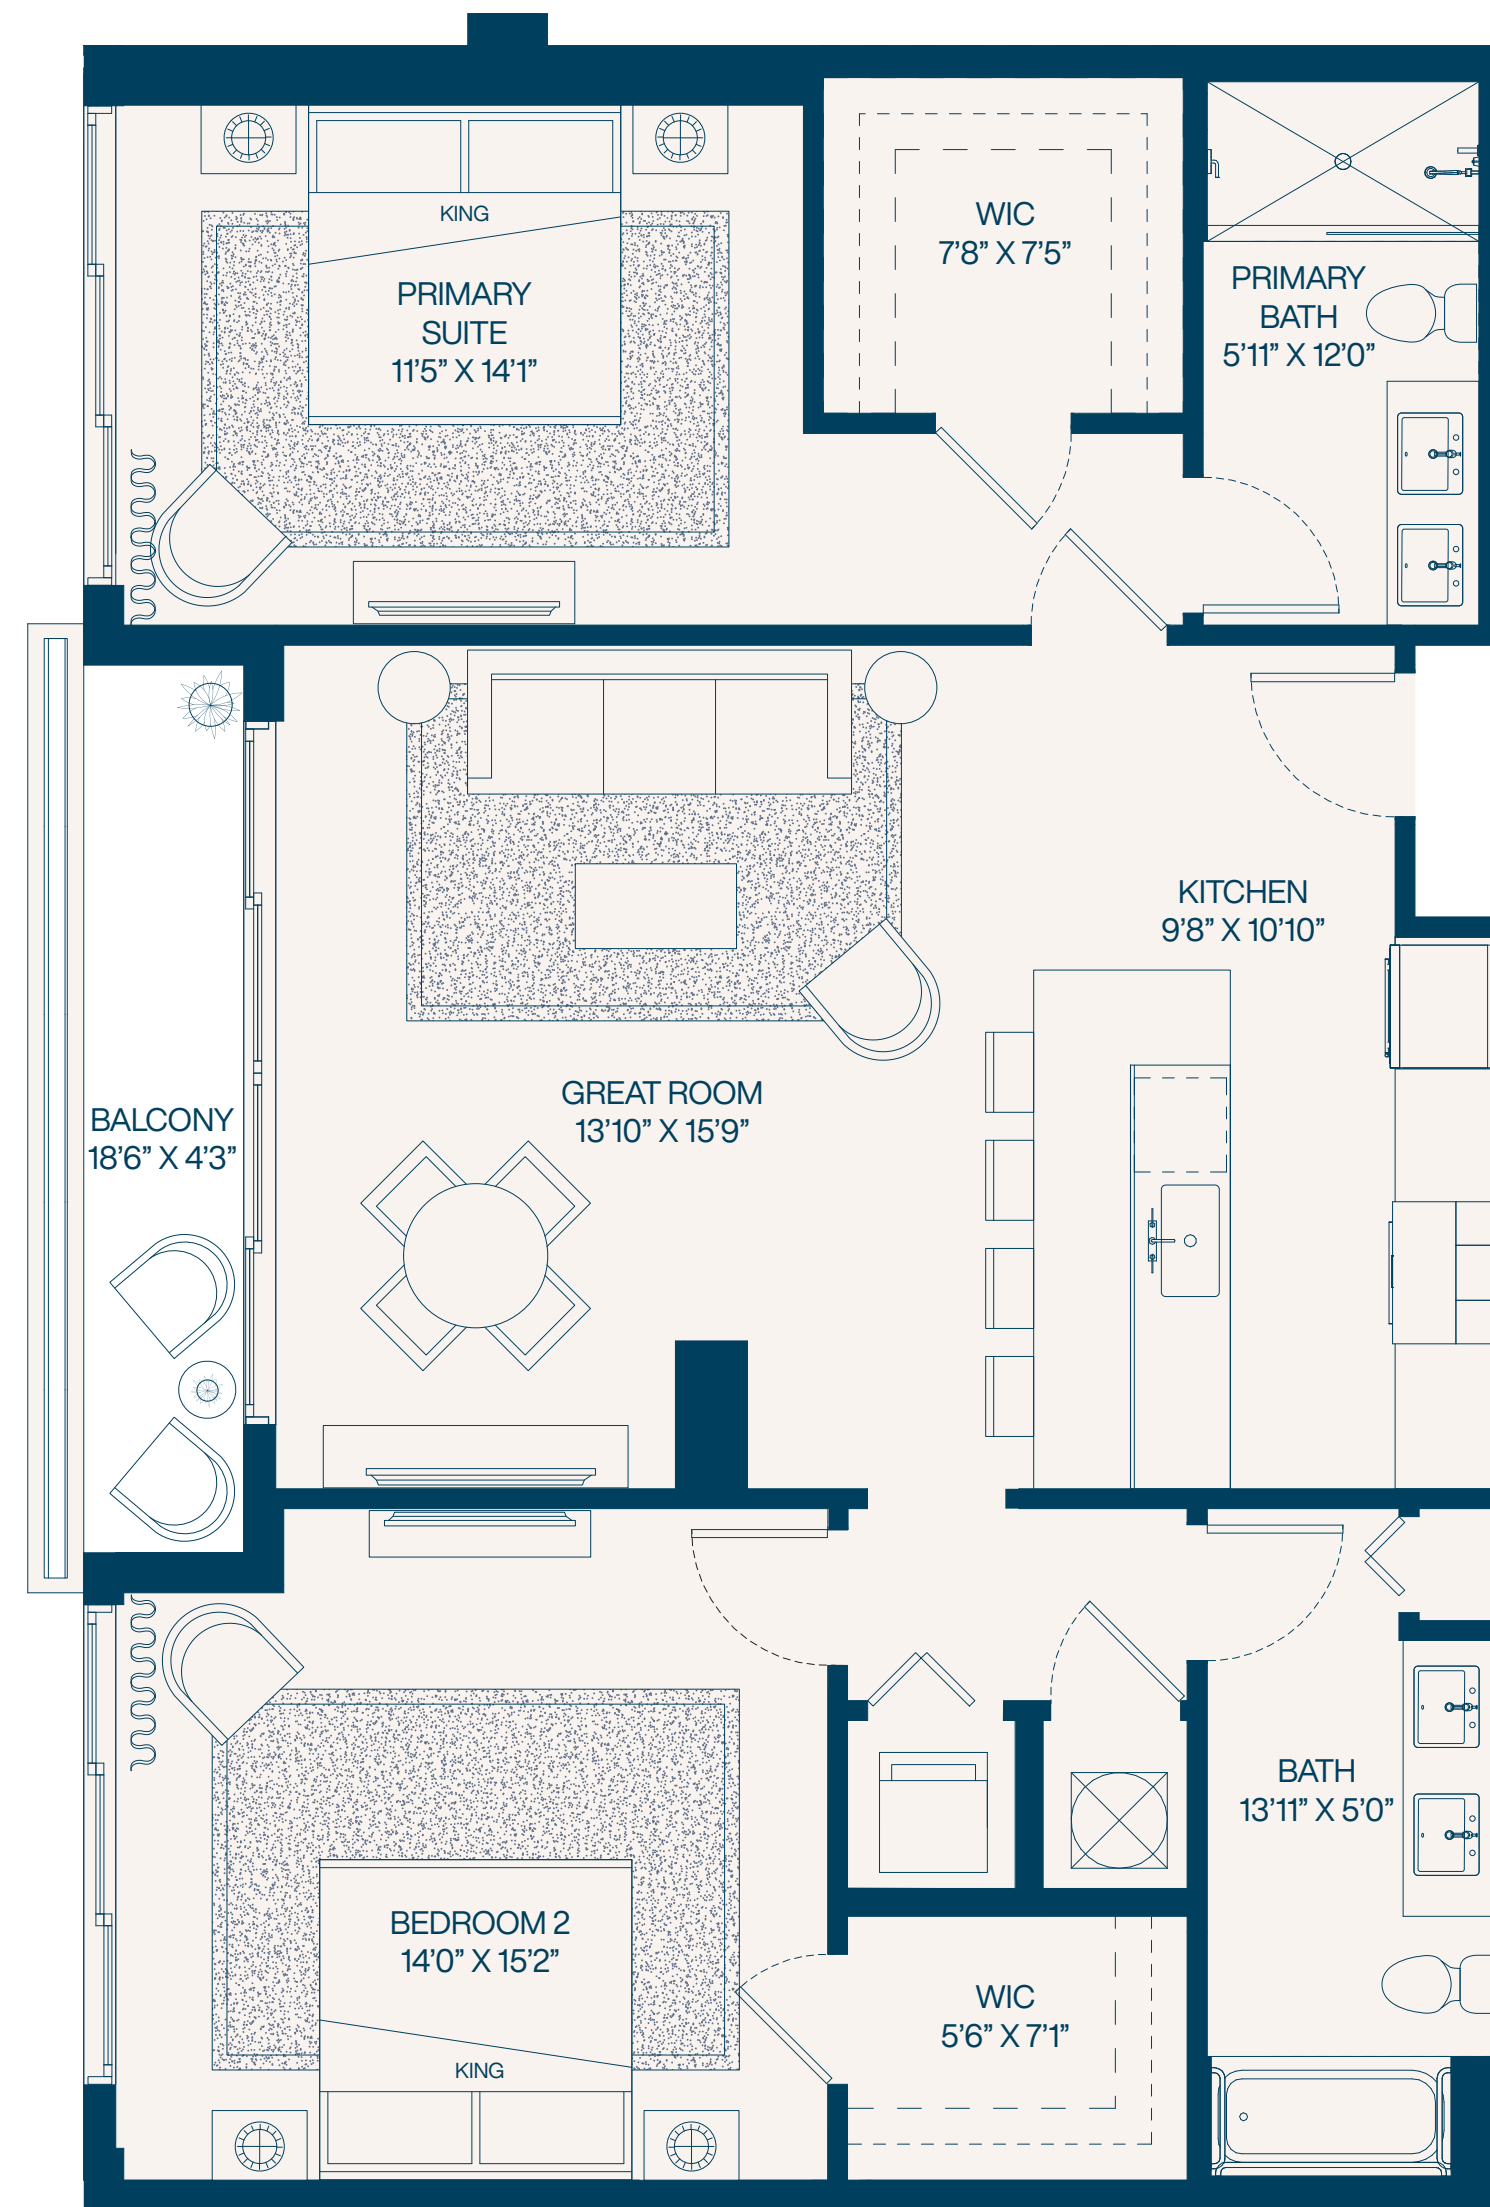 KING
PRIMARY
SUITE
11’5” X 14’1”
WIC
7’8” X 7’5”
PRIMARY
BATH
5’11” X 12’0”
KITCHEN
9’8” X 10’10”
GREAT ROOM
13’10” X 15’9”
BALCONY
18’6” X 4’3”
BATH
13’11” X 5’0”
BEDROOM 2
14’0” X 15’2”
KING
WIC
5’6” X 7’1”